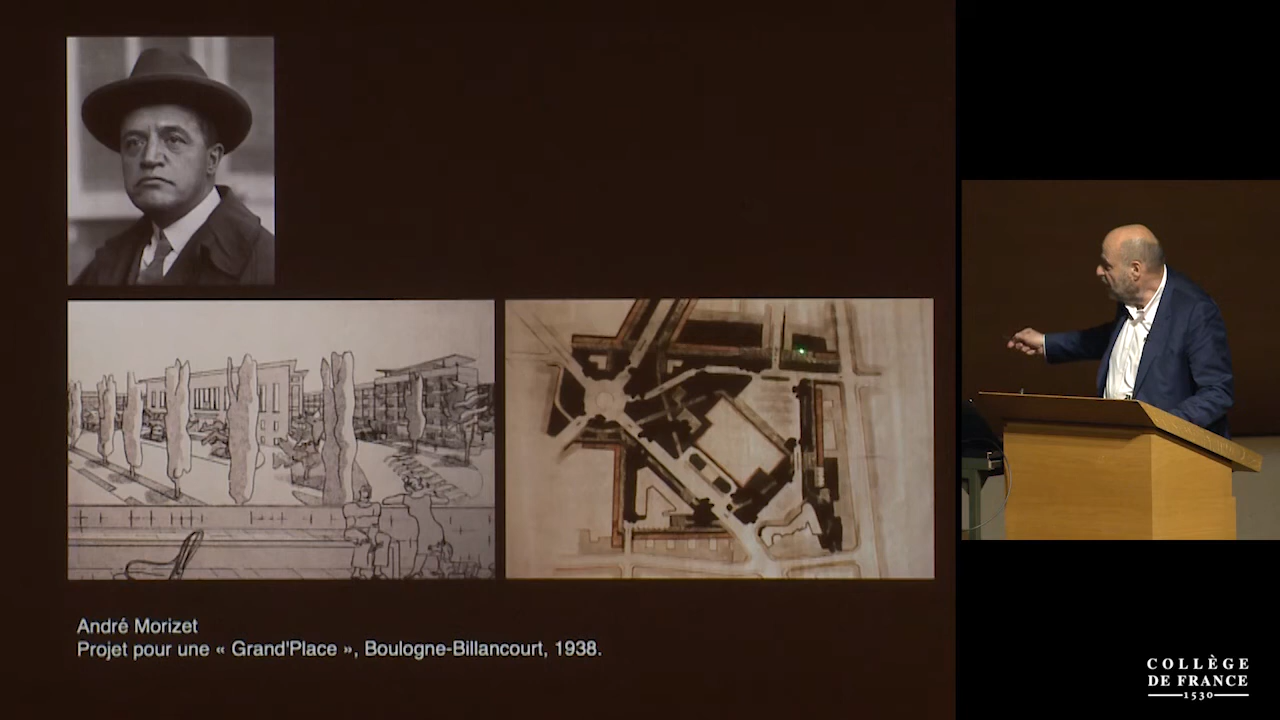 André Morizet
Projet pour une « Grand'Place », Boulogne-Billancourt, 1938.
COLLÈGE
DE FRANCE
1530